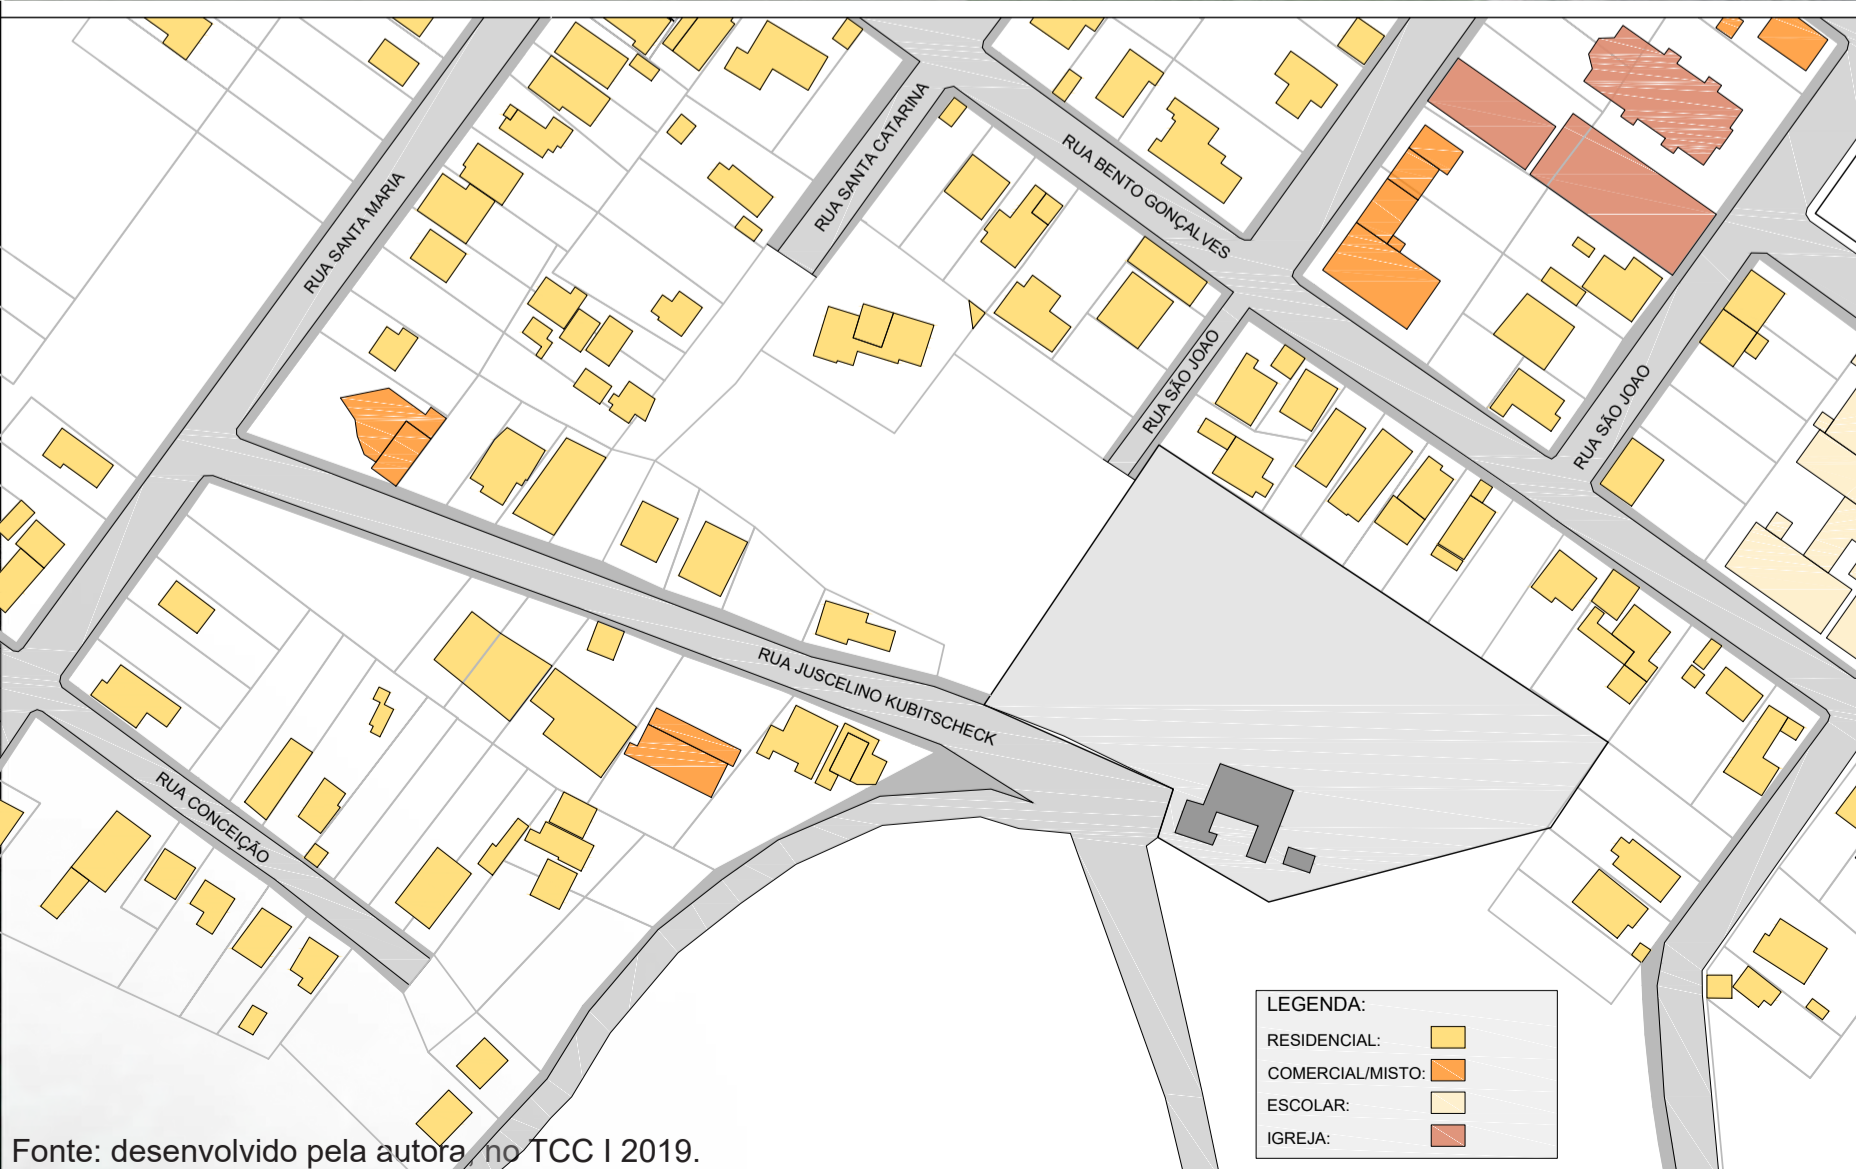 RUA SANTA MARIA
RUA SANTA CATARINA
RUA BENTO GONÇALVES
RUA SÃO JOAO
RUA SÃO JOAO
RUA JUSCELINO KUBITSCHECK
RUA CONCEIÇÃO
LEGENDA:
RESIDENCIAL:
COMERCIAL/MISTO:
ESCOLAR:
IGREJA:
Fonte: desenvolvido pela autora, no TCC I 2019.